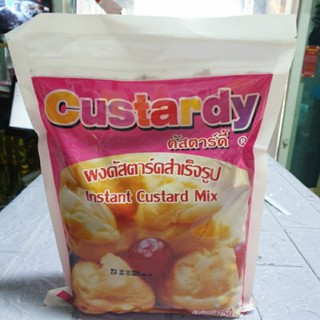 Custardy
คัสตาร์ดี้ ®
ผงคัสตาร์ดสำเร็จรูป
Instant Custard Mix